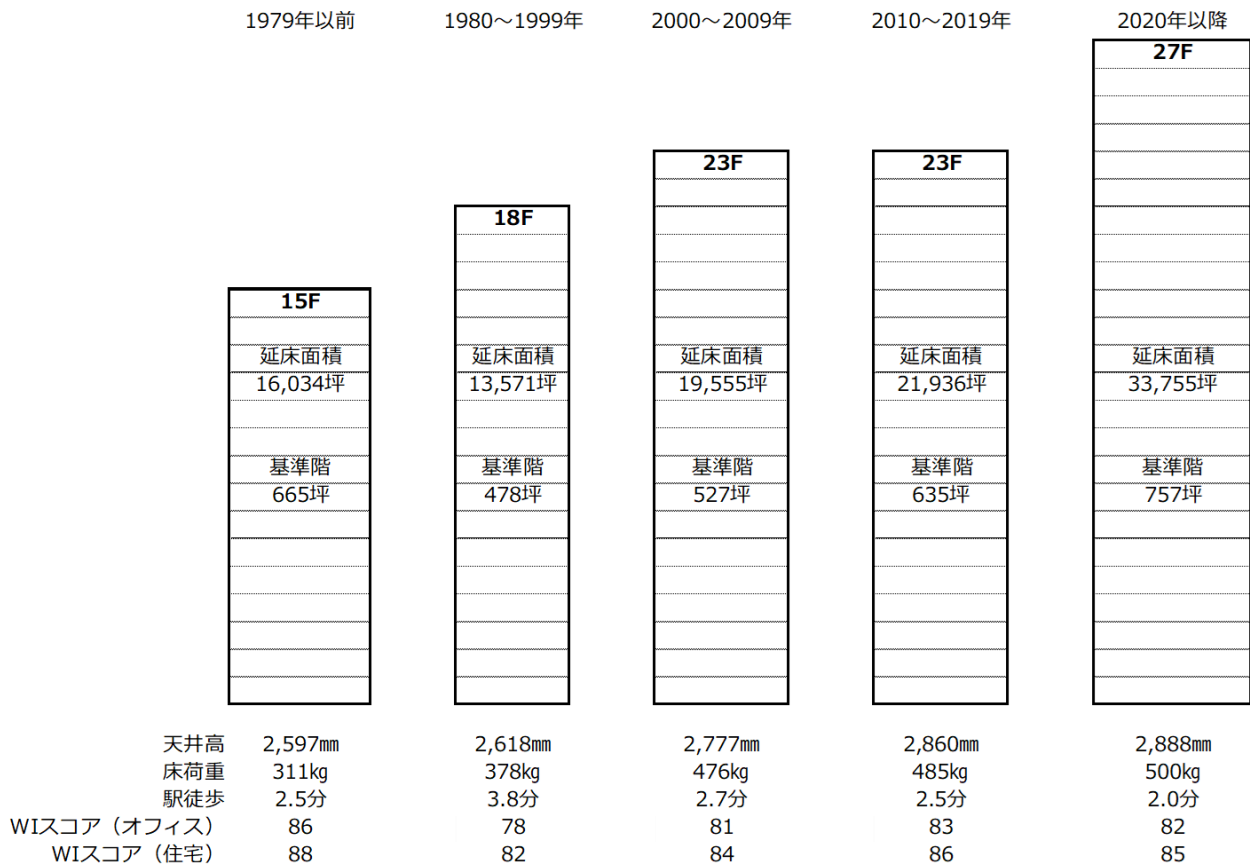 1979年以前 1980～1999年 2000～2009年 2010～2019年 2020年以降
27F
23F 23F
18F
15F
延床面積 延床面積 延床面積 延床面積 延床面積
16,034坪 13,571坪 19,555坪 21,936坪 33,755坪
基準階 基準階 基準階 基準階 基準階
665坪 478坪 527坪 635坪 757坪
天井高 2,597㎜ 2,618㎜ 2,777㎜ 2,860㎜ 2,888㎜
床荷重 311㎏ 378㎏ 476㎏ 485㎏ 500㎏
駅徒歩 2.5分 3.8分 2.7分 2.5分 2.0分
WIスコア（オフィス） 86 78 81 83 82
WIスコア（住宅） 88 82 84 86 85